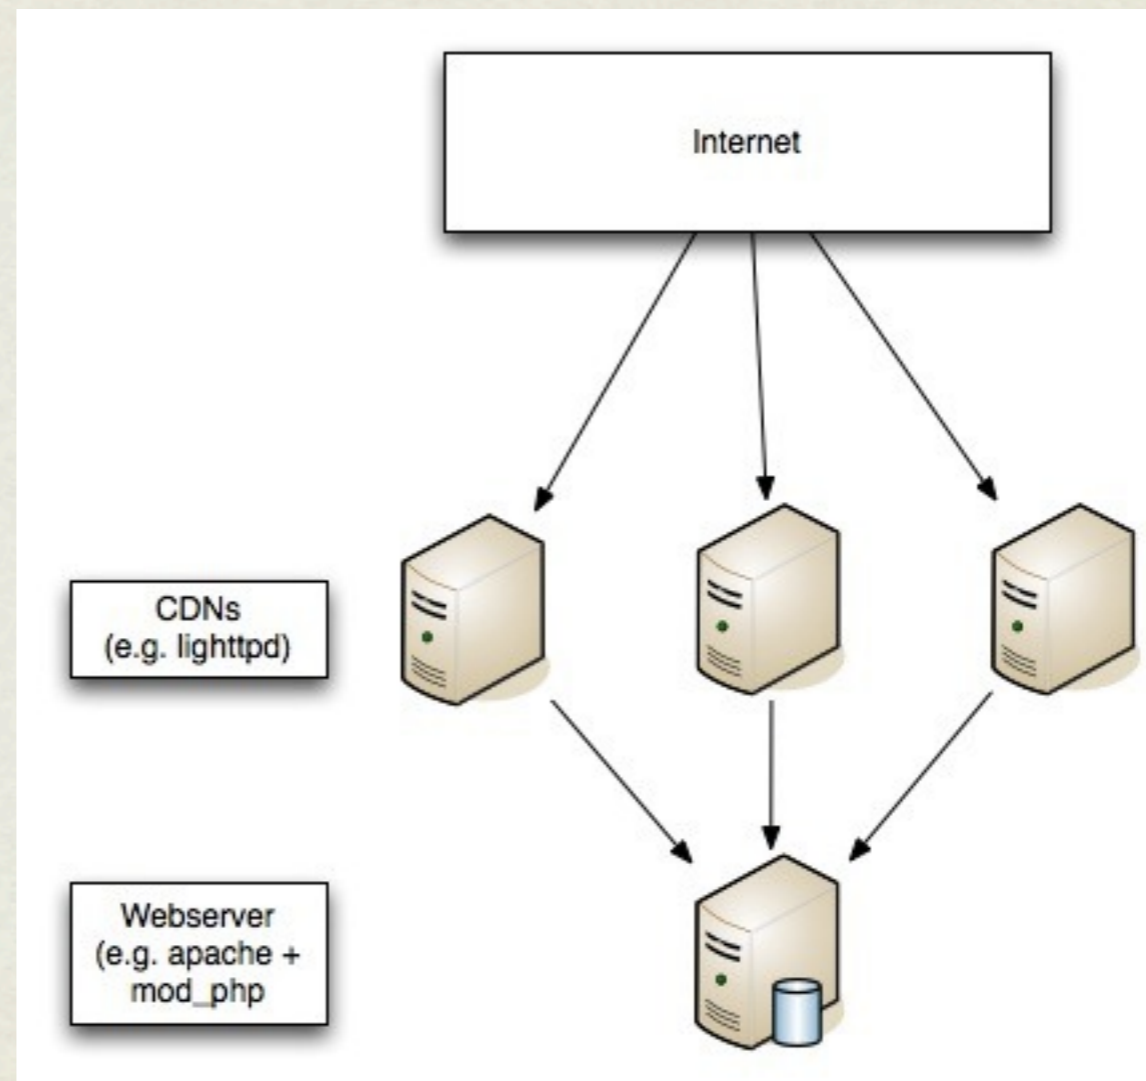 Internet
CDNs
(e.g. lighttpd)
Webserver
(e.g. apache +
mod_php